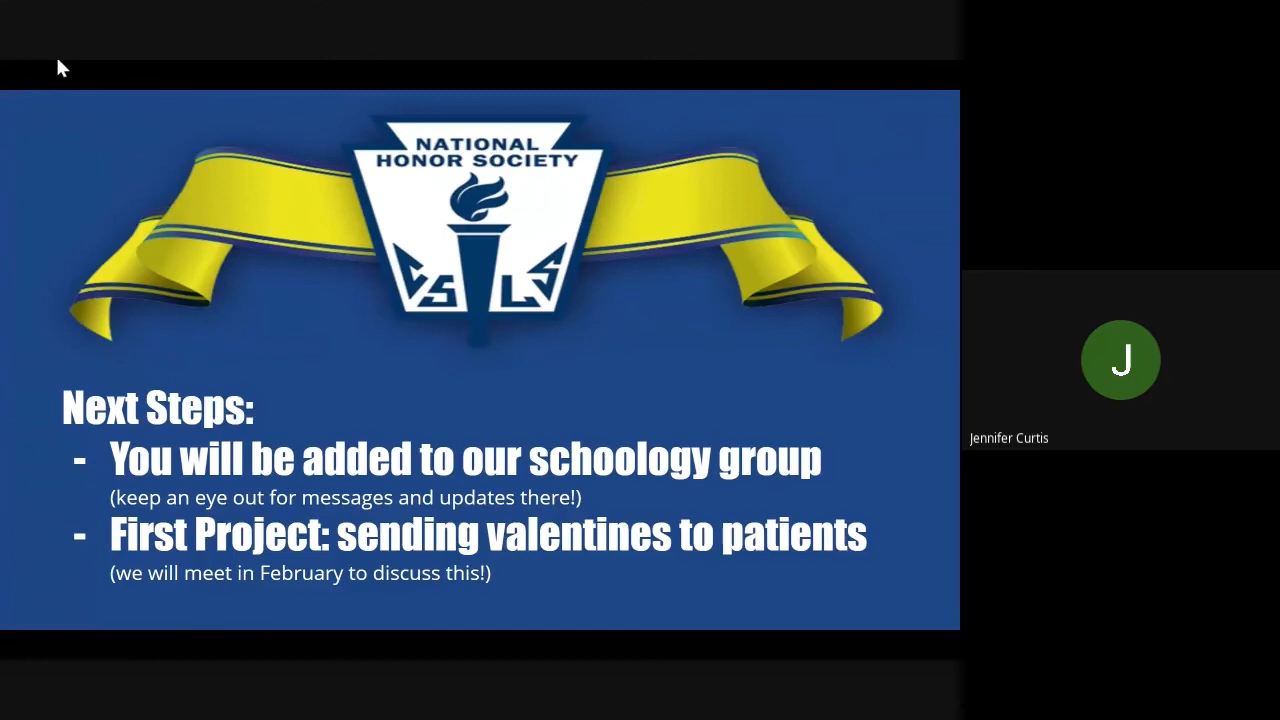 NATIONAL
HONOR SOCIETY
C S L S
Next Steps:
- You will be added to our schoology group
(keep an eye out for messages and updates there!)
- First Project: sending valentines to patients
(we will meet in February to discuss this!)
J
Jennifer Curtis